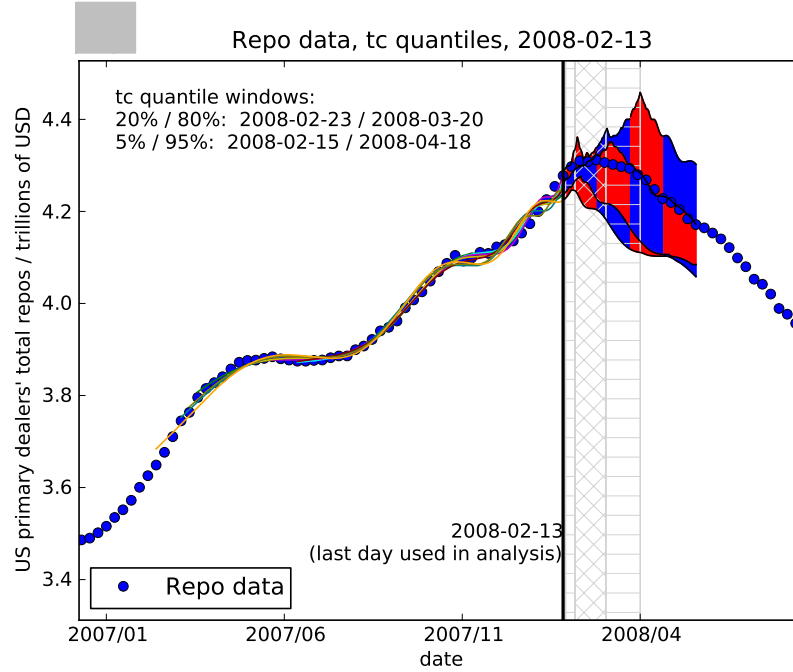 Repo data, tc quantiles, 2008-02-13
tc quantile windows:
20% / 80%: 2008-02-23 / 2008-03-20
5% / 95%: 2008-02-15 / 2008-04-18
US primary dealers' total repos / trillions of USD
4.4
4.2
4.0
3.8
3.6
3.4
2008-02-13
(last day used in analysis)
Repo data
2007/01
2007/06
2007/11
2008/04
date